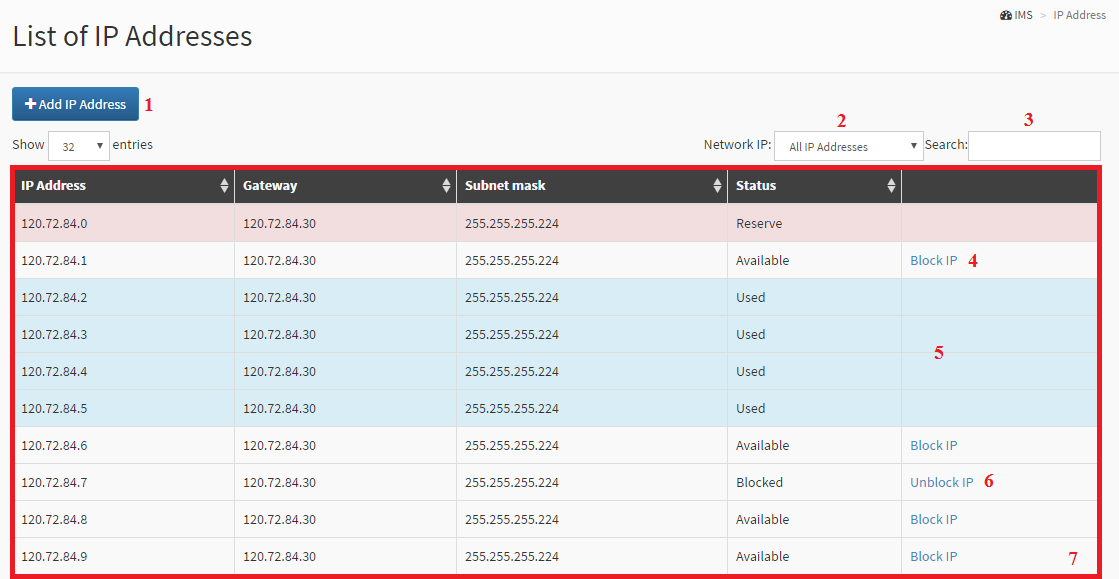 IMS > IP Address
List of IP Addresses
Add IP Address 1
2 3
Show 32 entries Network IP: All IP Addresses Search:
IP Address Gateway Subnet mask Status
120.72.84.0 120.72.84.30 255.255.255.224 Reserve
120.72.84.1 120.72.84.30 255.255.255.224 Available Block IP 4
120.72.84.2 120.72.84.30 255.255.255.224 Used
120.72.84.3 120.72.84.30 255.255.255.224 Used
5
120.72.84.4 120.72.84.30 255.255.255.224 Used
120.72.84.5 120.72.84.30 255.255.255.224 Used
120.72.84.6 120.72.84.30 255.255.255.224 Available Block IP
120.72.84.7 120.72.84.30 255.255.255.224 Blocked Unblock IP 6
120.72.84.8 120.72.84.30 255.255.255.224 Available Block IP
120.72.84.9 120.72.84.30 255.255.255.224 Available Block IP 7